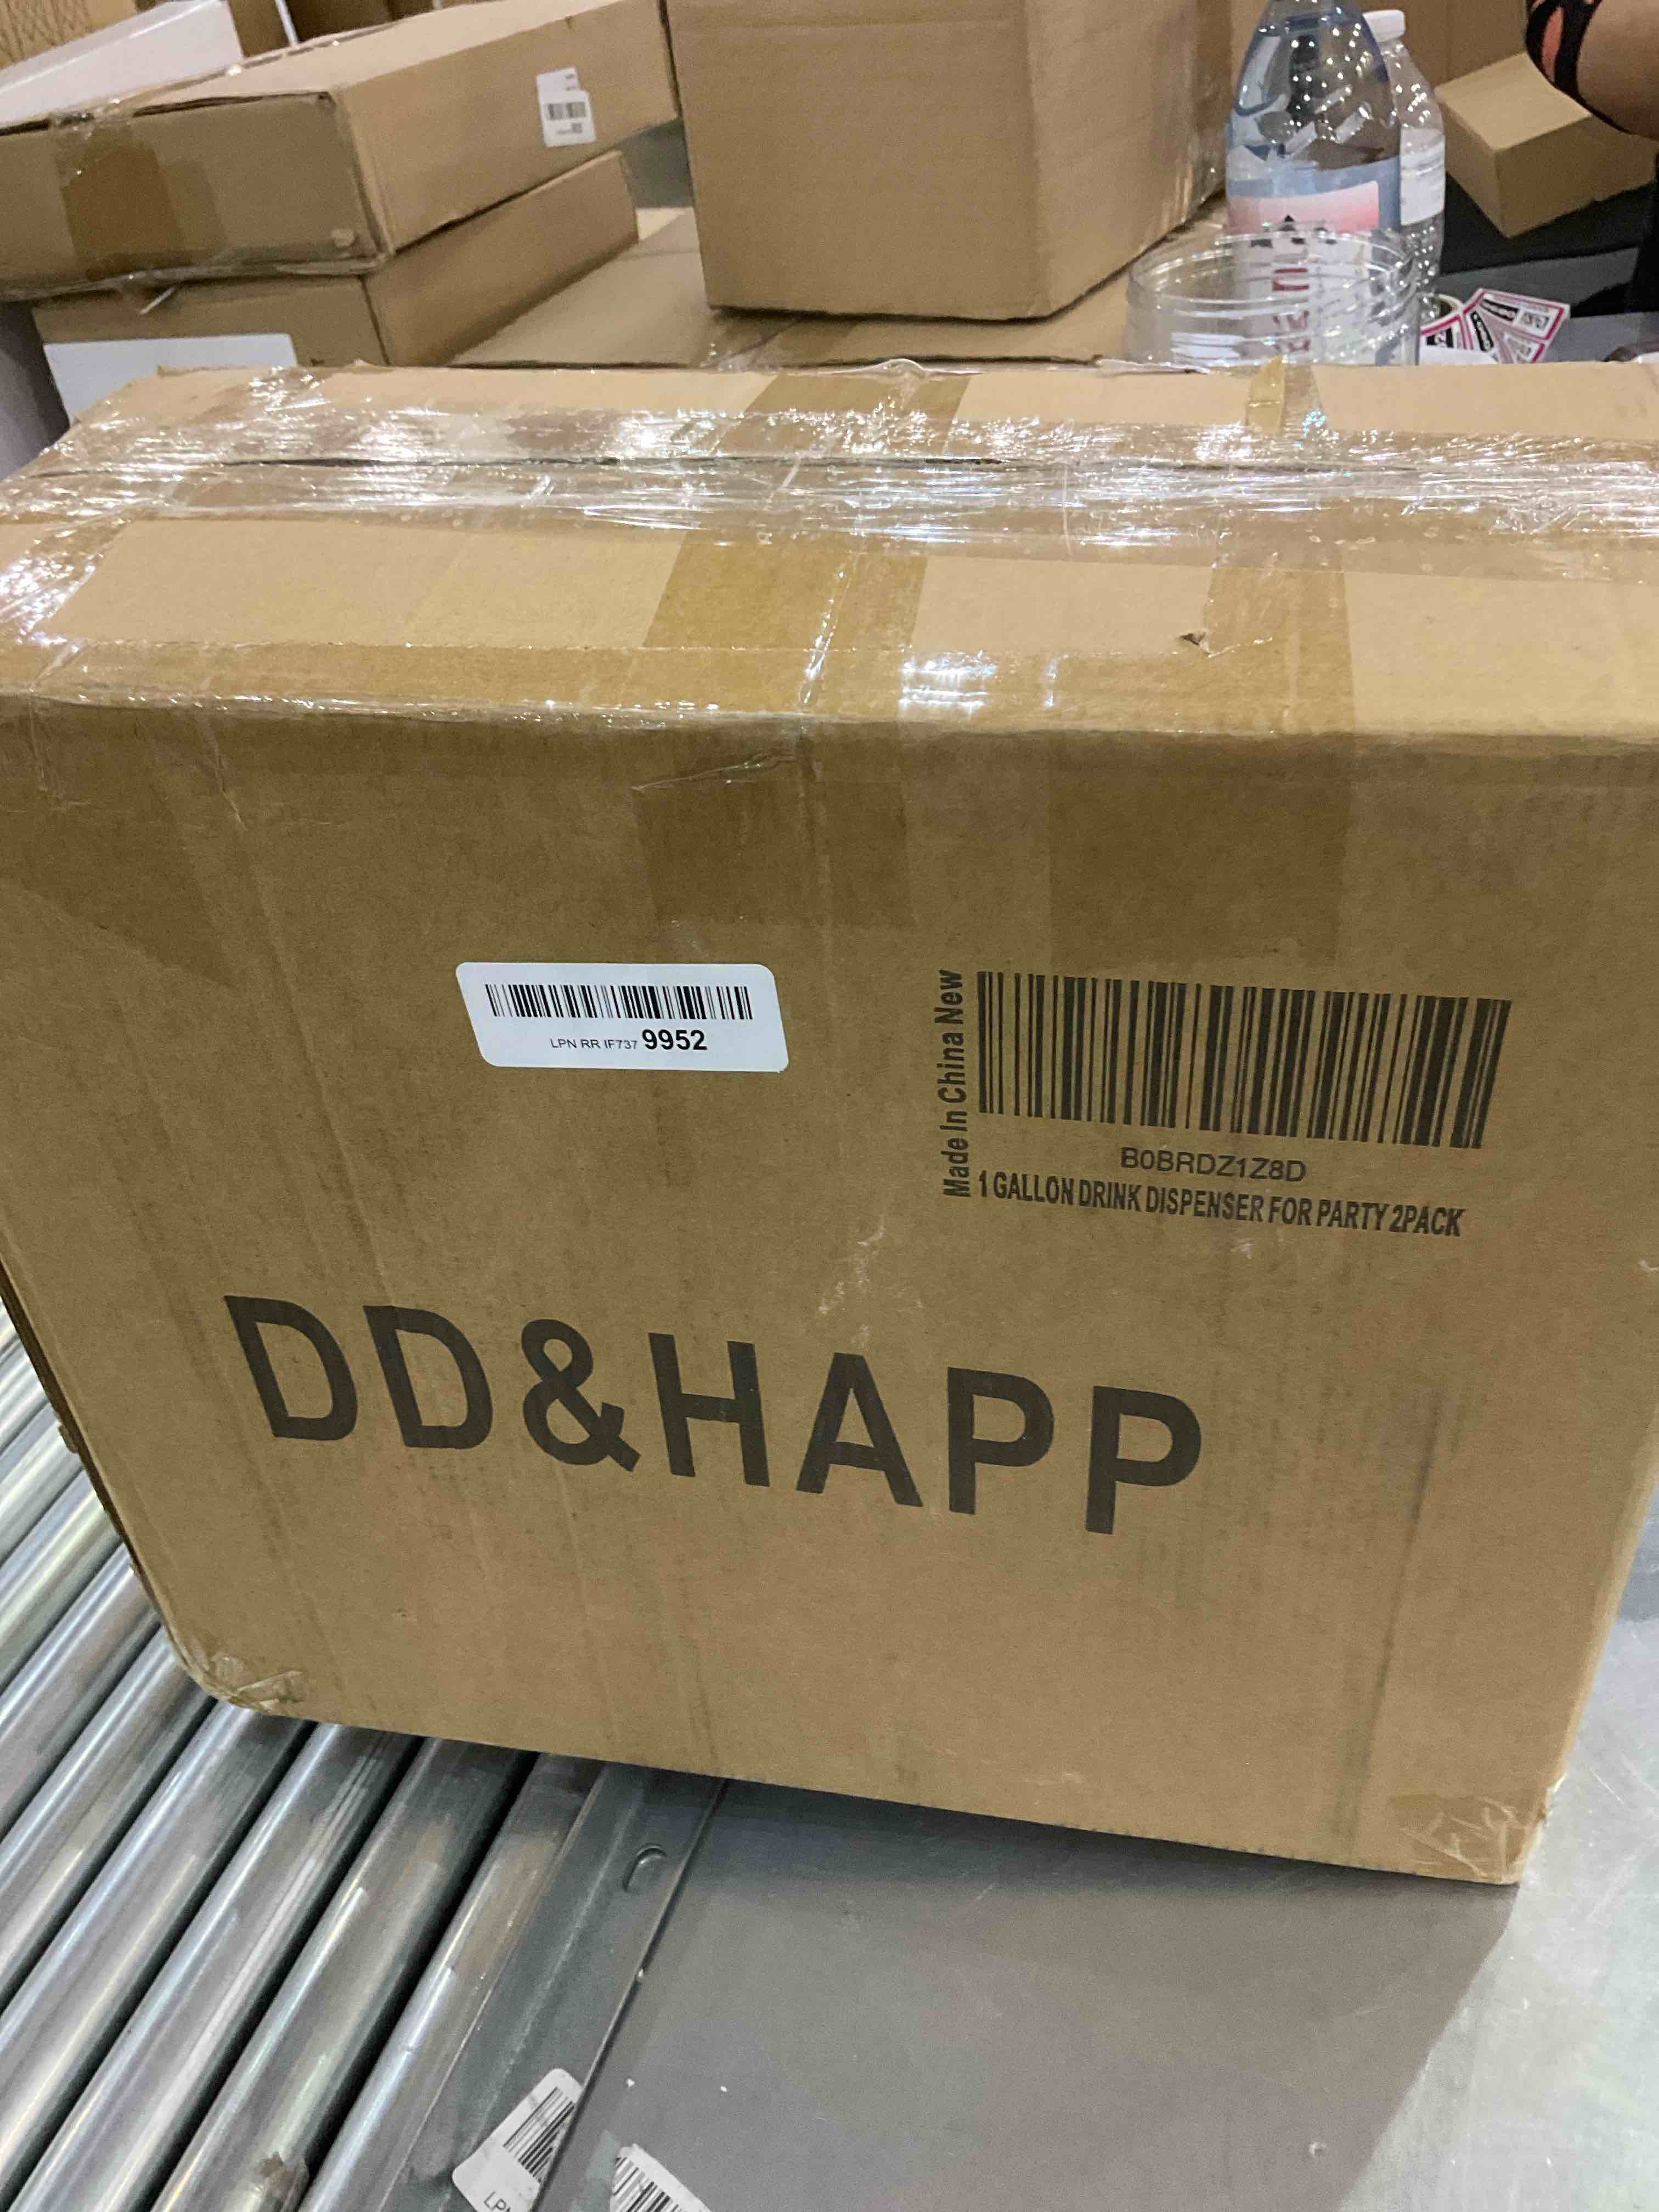 LPN RR IF737 9952
Made In China New
B0BRDZ1Z8D
1 GALLON DRINK DISPENSER FOR PARTY 2PACK
DD&HAPP